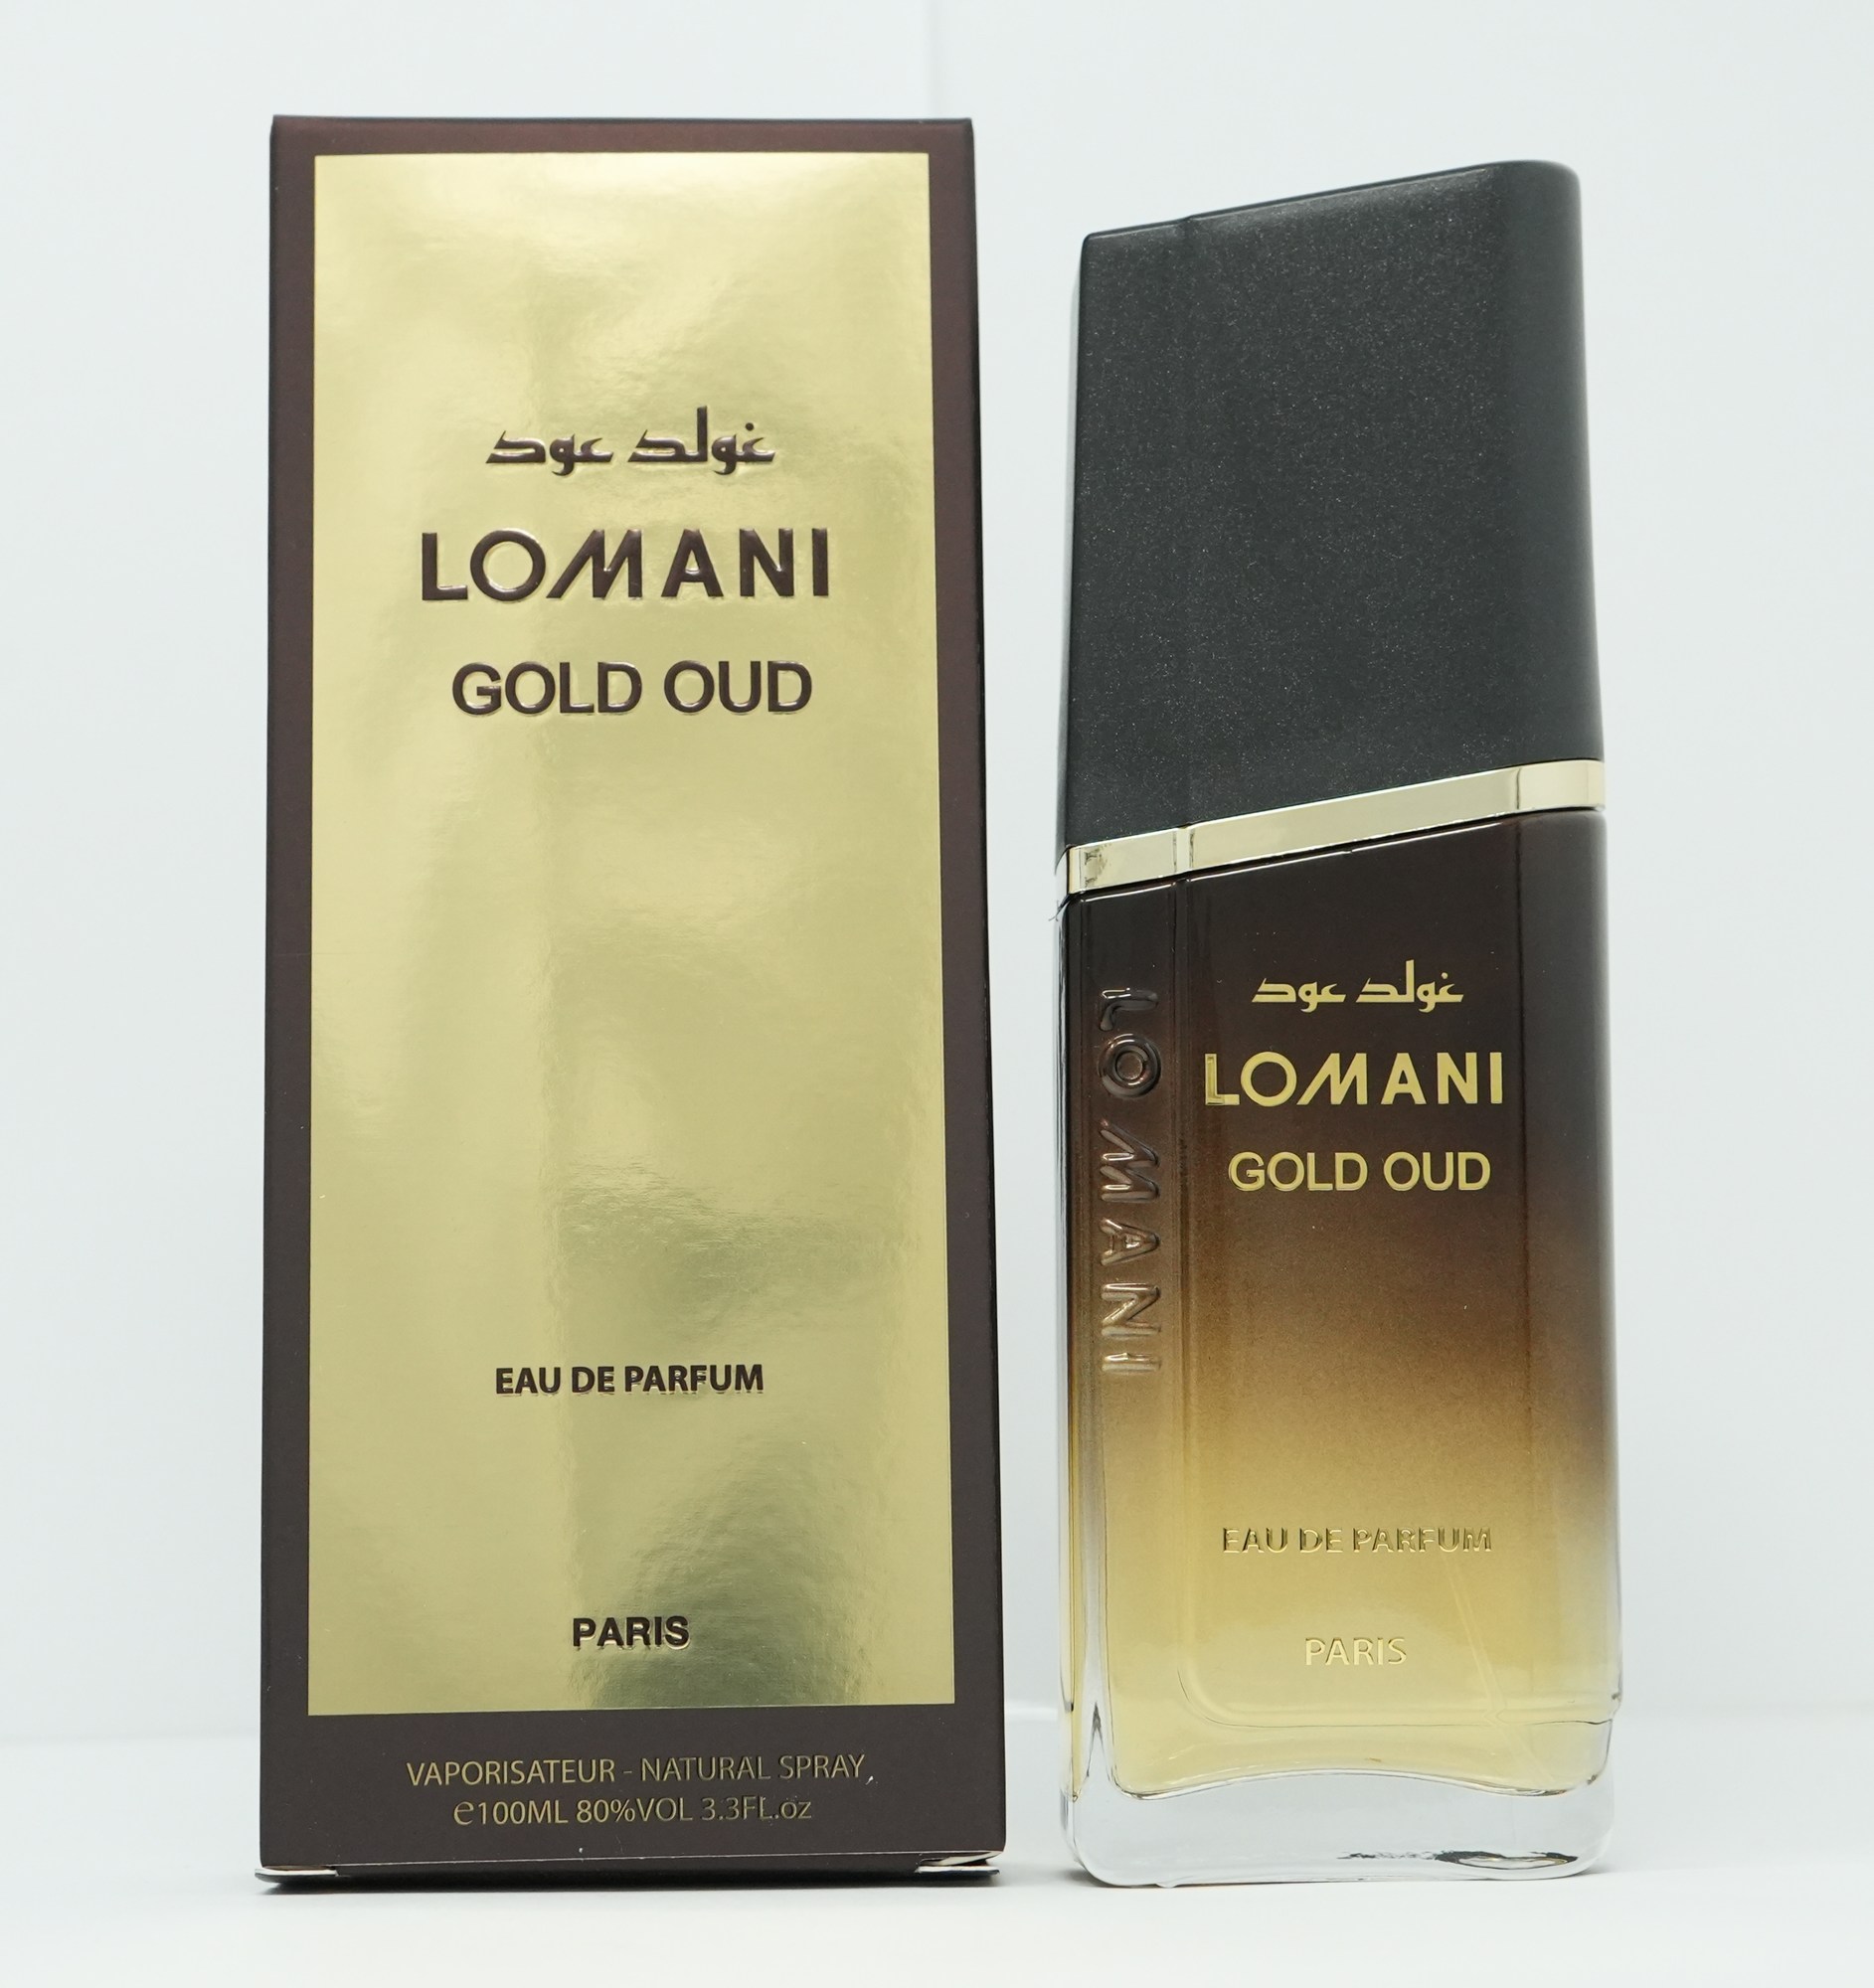 غولد عود
LOMANI
GOLD OUD
EAU DE PARFUM
PARIS
VAPORISATEUR - NATURAL SPRAY
℮100ML 80%VOL 3.3FL.oz
LOMANI
غولد عود
LOMANI
GOLD OUD
EAU DE PARFUM
PARIS